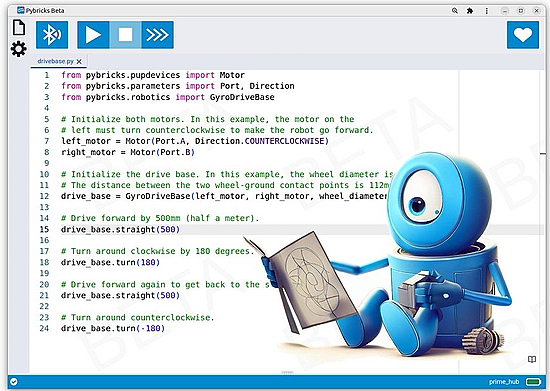 Pybricks Beta
drivebase.py
1 from pybricks.pupdevices import Motor
2 from pybricks.parameters import Port, Direction
3 from pybricks.robotics import GyroDriveBase
4
5 # Initialize both motors. In this example, the motor on the
6 # left must turn counterclockwise to make the robot go forward.
7 left_motor = Motor(Port.A, Direction.COUNTERCLOCKWISE)
8 right_motor = Motor(Port.B)
9
10 # Initialize the drive base. In this example, the wheel diameter is
11 # The distance between the two wheel-ground contact points is 112m
12 drive_base = GyroDriveBase(left_motor, right_motor, wheel_diameter
13
14 # Drive forward by 500mm (half a meter).
15 drive_base.straight(500)
16
17 # Turn around clockwise by 180 degrees.
18 drive_base.turn(180)
19
20 # Drive forward again to get back to the s
21 drive_base.straight(500)
22
23 # Turn around counterclockwise.
24 drive_base.turn(-180)
BETA
prime_hub